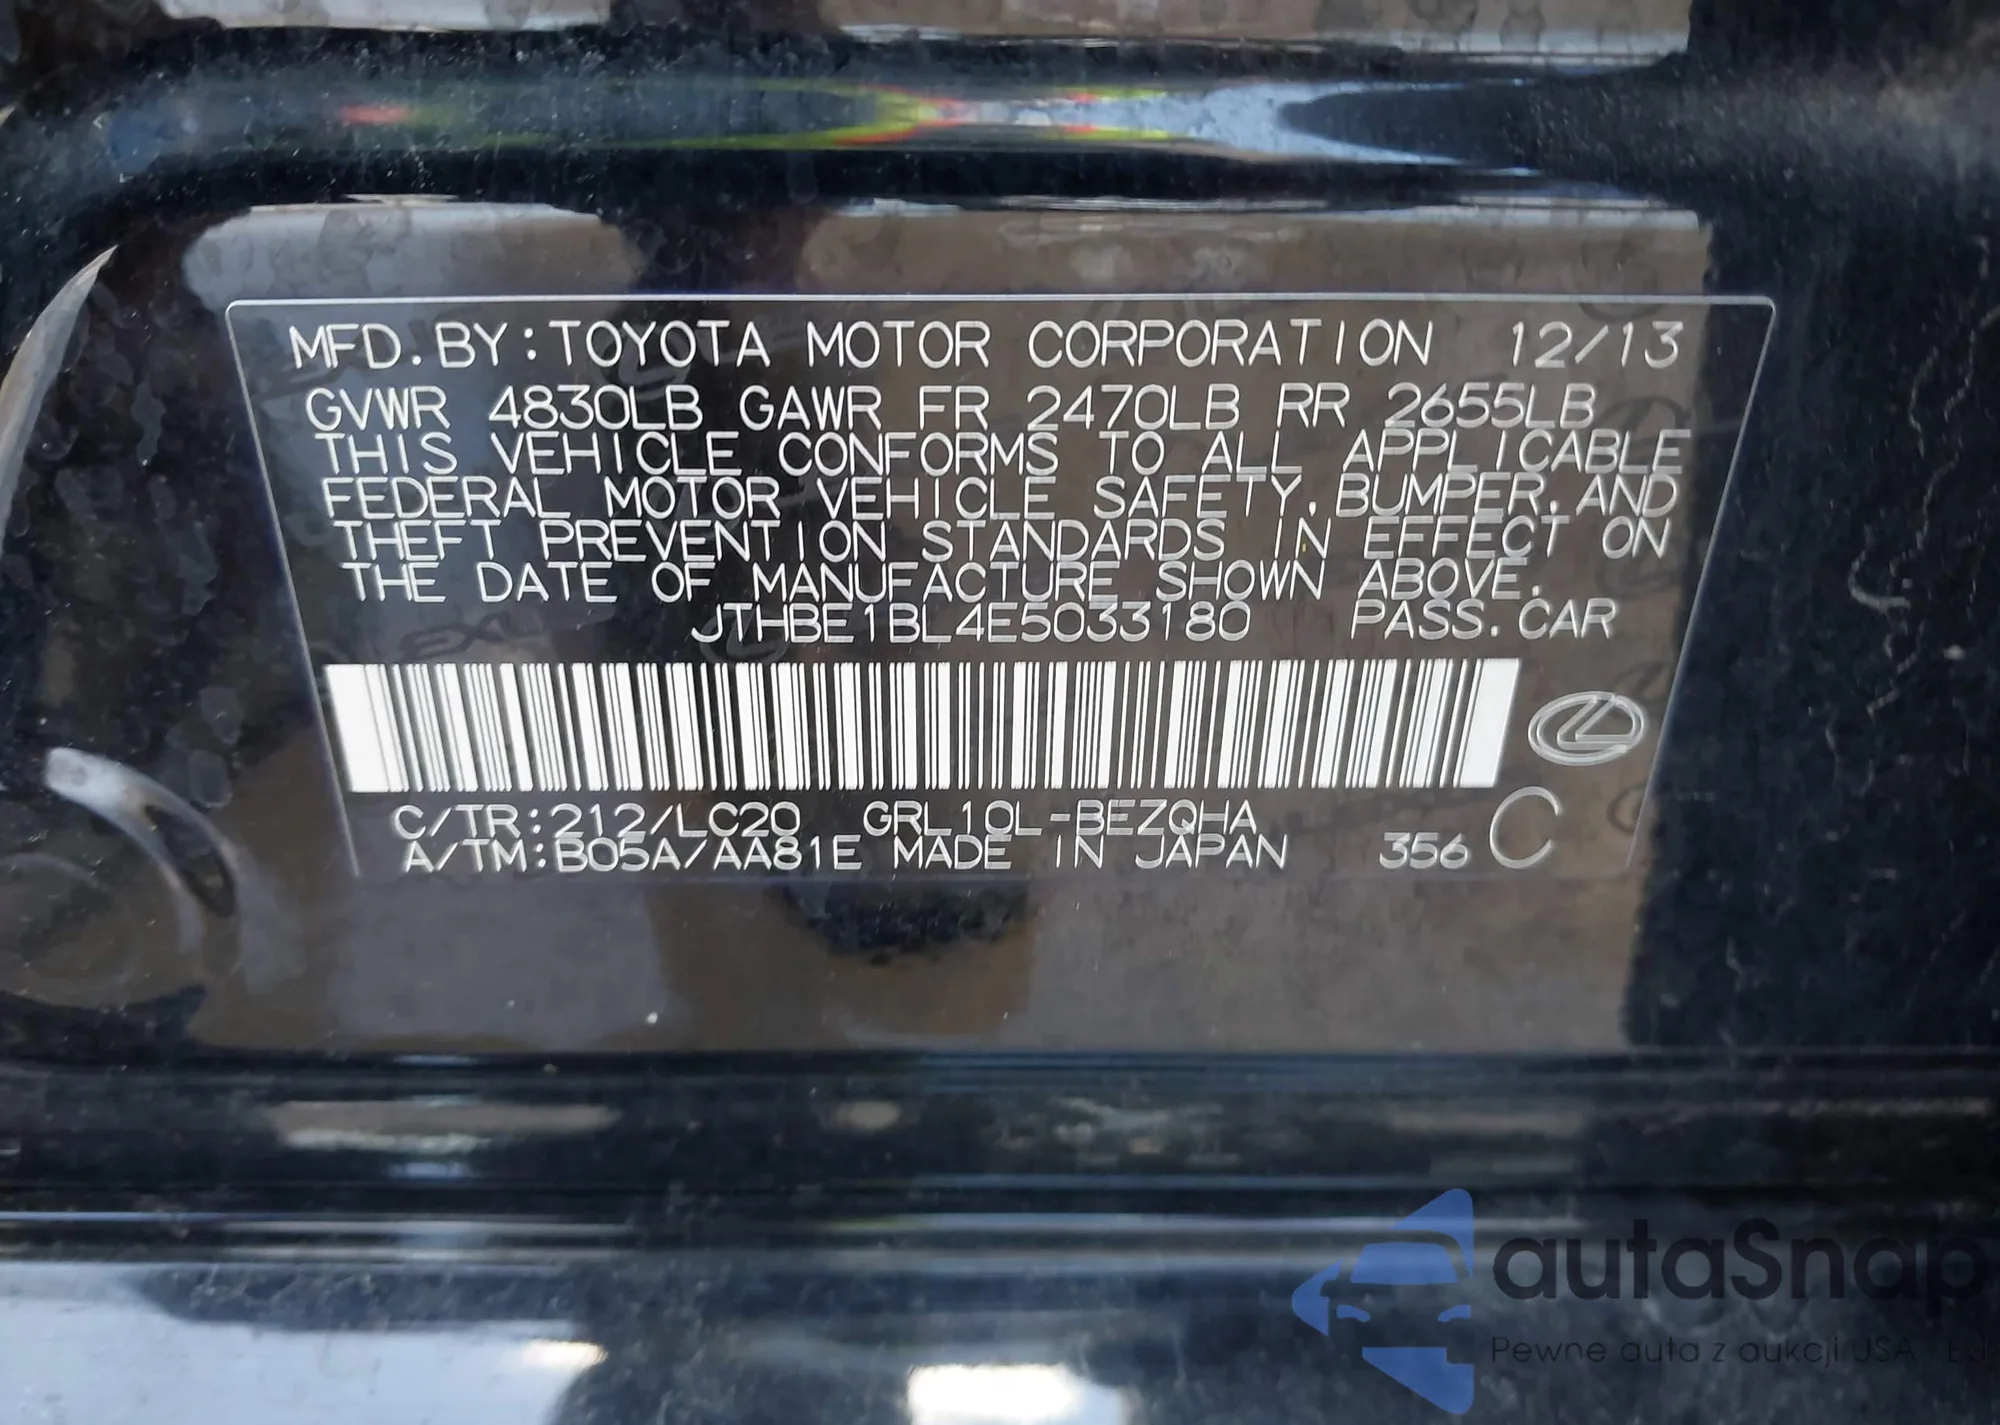 MFD. BY: TOYOTA MOTOR CORPORATION 12/13
GVWR 4830LB GAWR FR 2470LB RR 2655LB
THIS VEHICLE CONFORMS TO ALL APPLICABLE
FEDERAL MOTOR VEHICLE SAFETY, BUMPER, AND
THEFT PREVENTION STANDARDS IN EFFECT ON
THE DATE OF MANUFACTURE SHOWN ABOVE.
JTHBE1BL4E5033180 PASS. CAR
C/TR:212/LC20 GRL10L-BEZQHA
A/TM:B05A/AA81E MADE IN JAPAN 356 C
autaSnap
Pewne auta z aukcji USA